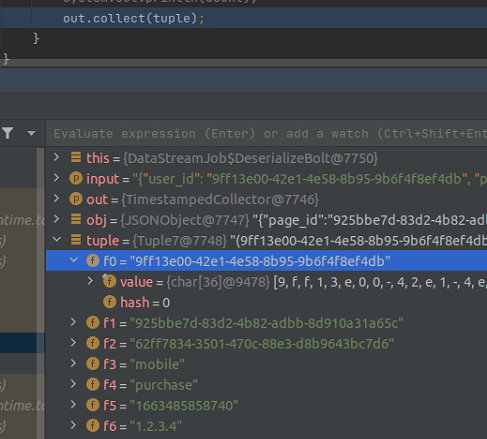 out.collect(tuple);
}
}
Evaluate expression (Enter) or add a watch (Ctrl+Shift+Ent
this = {DataStreamJob$DeserializeBolt@7750}
input = "{"user_id": "9ff13e00-42e1-4e58-8b95-9b6f4f8ef4db", "p
out = {TimestampedCollector@7746}
obj = {JSONObject@7747} "{"page_id":"925bbe7d-83d2-4b82-adb
ntime.ta tuple = {Tuple7@7748} "(9ff13e00-42e1-4e58-8b95-9b6f4f8ef4db
s) f0 = "9ff13e00-42e1-4e58-8b95-9b6f4f8ef4db"
s) value = {char[36]@9478} [9, f, f, 1, 3, e, 0, 0, -, 4, 2, e, 1, -, 4, e,
hash = 0
f1 = "925bbe7d-83d2-4b82-adbb-8d910a31a65c"
f2 = "62ff7834-3501-470c-88e3-d8b9643bc7d6"
f3 = "mobile"
s) f4 = "purchase"
ntime.ta f5 = "1663485858740"
s) f6 = "1.2.3.4"